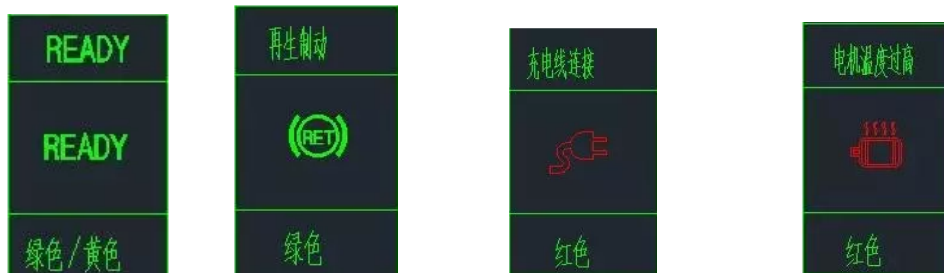 READY
READY
绿色/黄色
再生制动
RET
绿色
充电线连接
红色
电机温度过高
红色